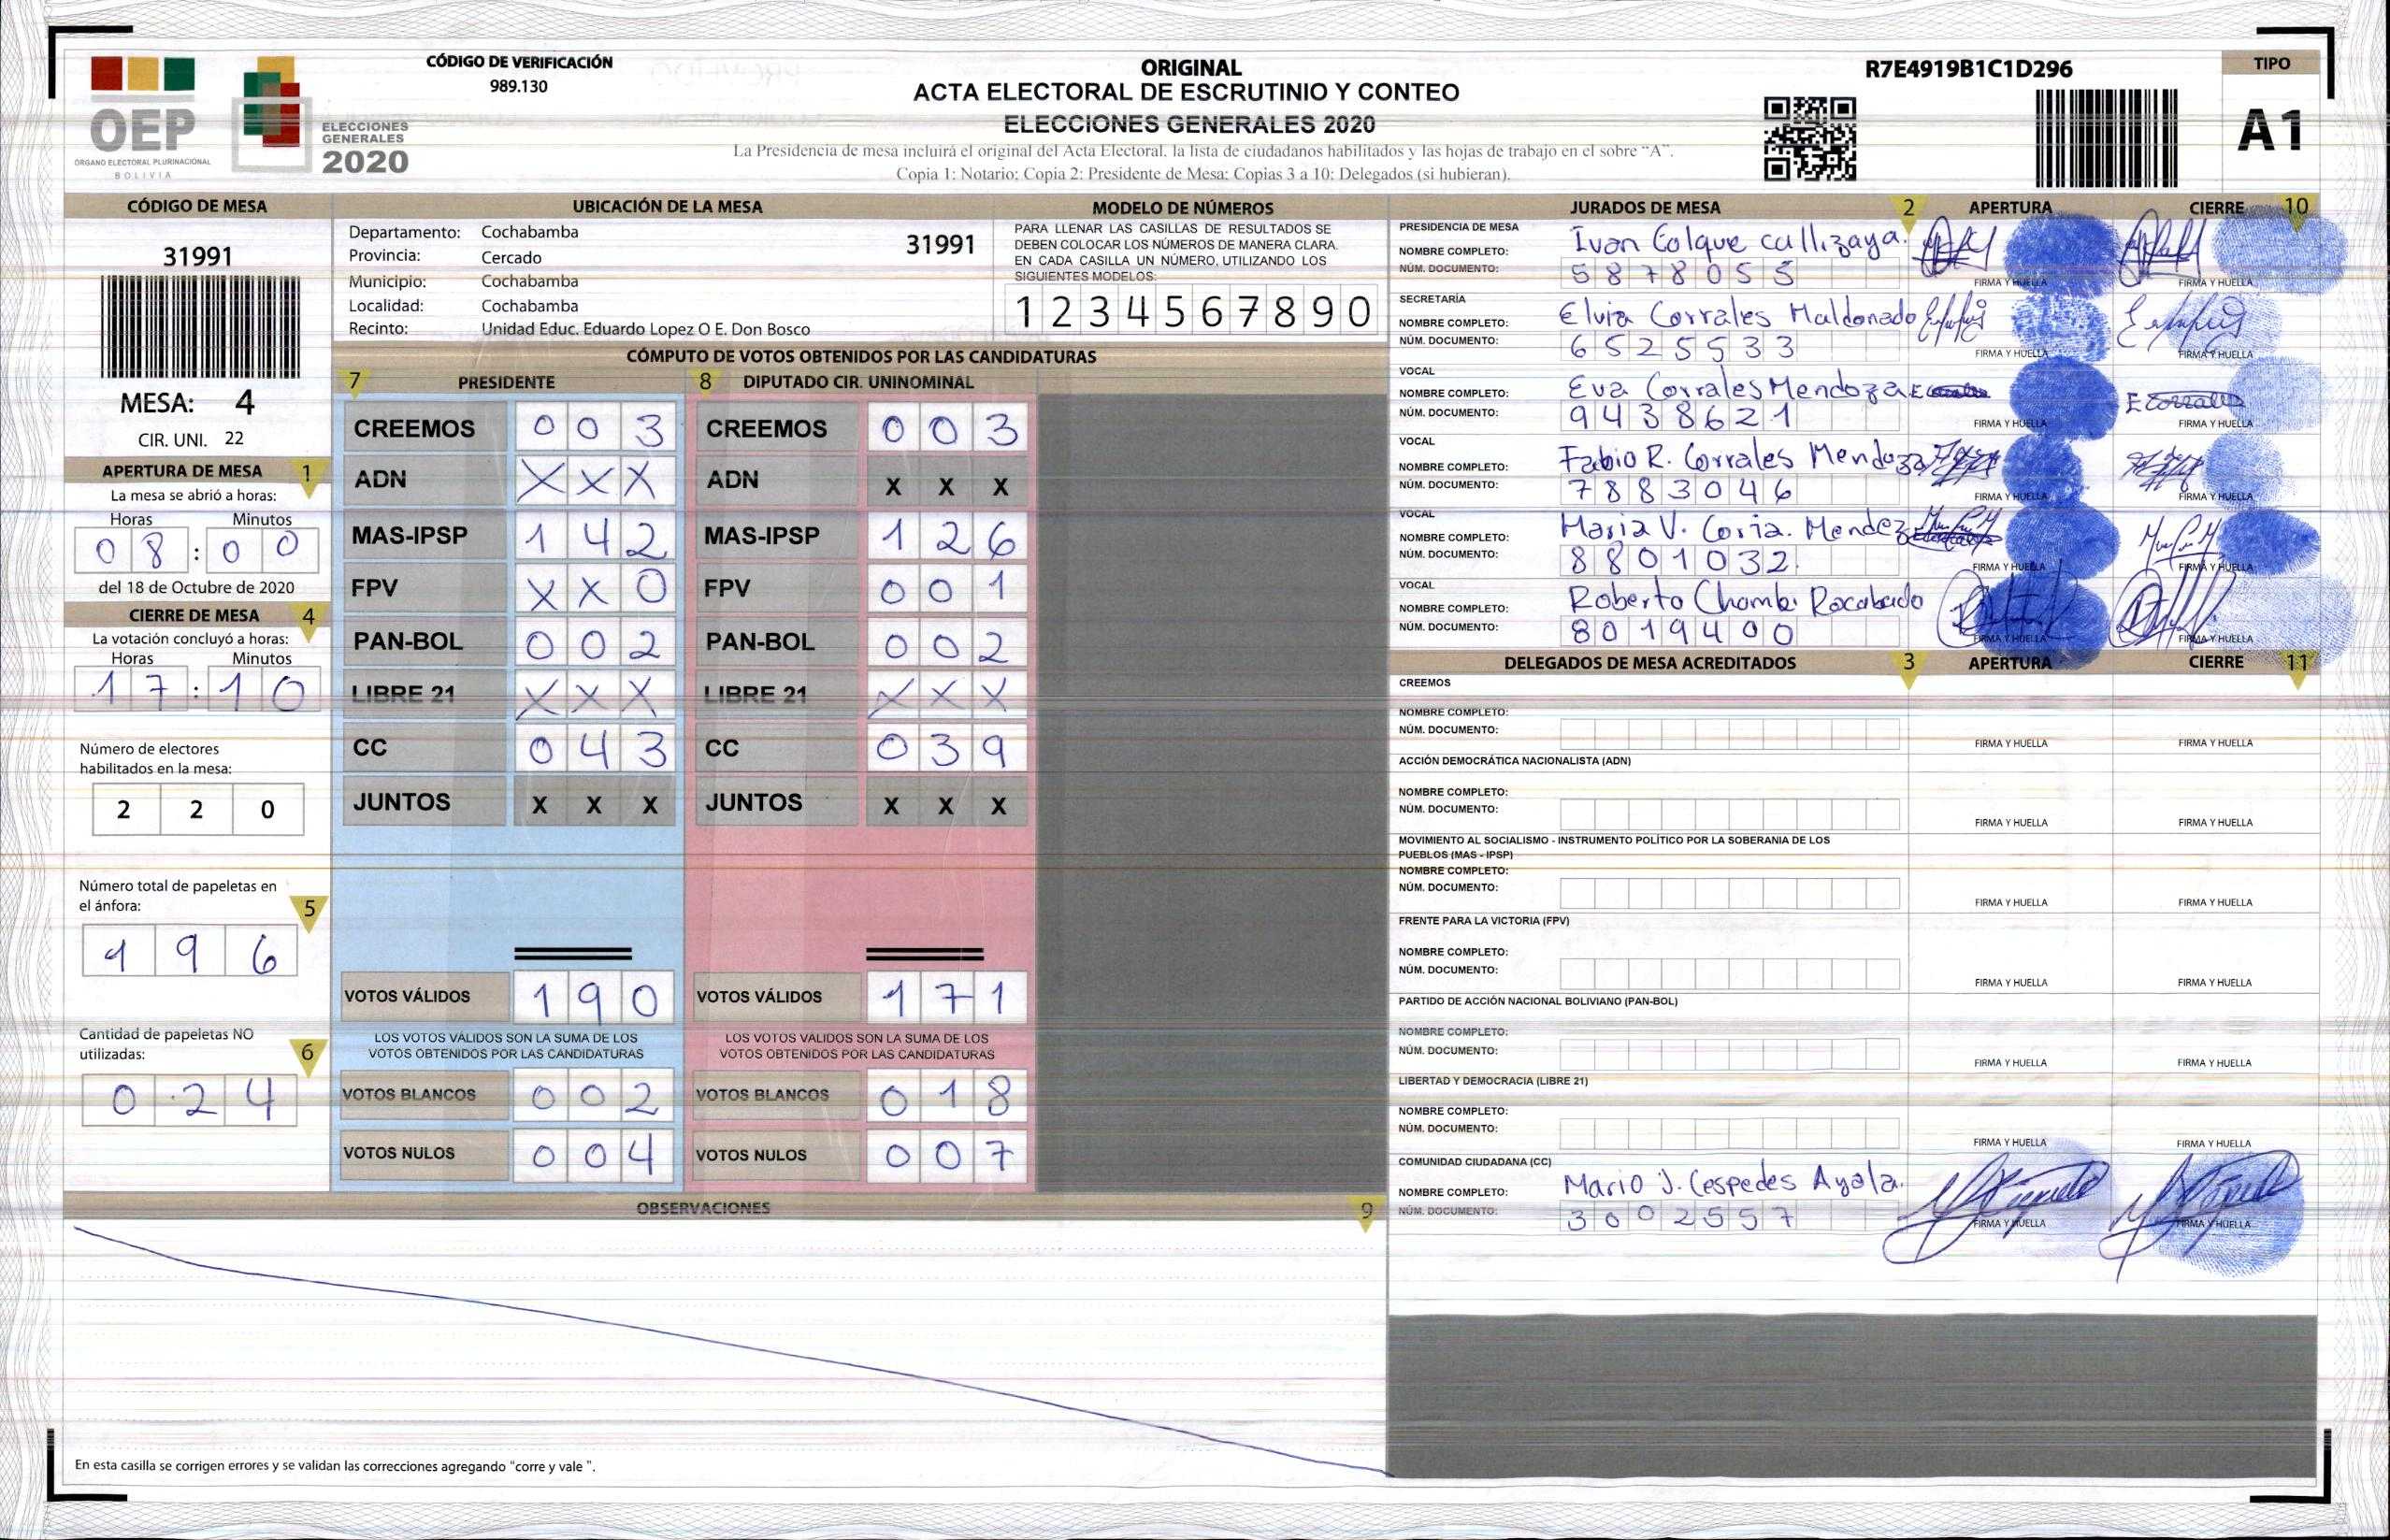 CÓDIGO DE VERIFICACIÓN
989.130
ORIGINAL
ACTA ELECTORAL DE ESCRUTINIO Y CONTEO
ELECCIONES GENERALES 2020
La Presidencia de mesa incluirá el original del Acta Electoral, la lista de ciudadanos habilitados y las hojas de trabajo en el sobre "A".
Copia 1: Notario; Copia 2: Presidente de Mesa; Copias 3 a 10: Delegados (si hubieran).
R7E4919B1C1D296
TIPO
A1
OEP
ÓRGANO ELECTORAL PLURINACIONAL
BOLIVIA
ELECCIONES
GENERALES
2020
CÓDIGO DE MESA
31991
MESA: 4
CIR. UNI. 22
APERTURA DE MESA 1
La mesa se abrió a horas:
Horas Minutos
08 : 00
del 18 de Octubre de 2020
CIERRE DE MESA 4
La votación concluyó a horas:
Horas Minutos
17 : 10
Número de electores
habilitados en la mesa:
2 2 0
Número total de papeletas en
el ánfora: 5
1 9 6
Cantidad de papeletas NO
utilizadas: 6
0 2 4
UBICACIÓN DE LA MESA
Departamento: Cochabamba
31991
Provincia: Cercado
Municipio: Cochabamba
Localidad: Cochabamba
Recinto: Unidad Educ. Eduardo Lopez O E. Don Bosco
MODELO DE NÚMEROS
PARA LLENAR LAS CASILLAS DE RESULTADOS SE
DEBEN COLOCAR LOS NÚMEROS DE MANERA CLARA.
EN CADA CASILLA UN NÚMERO, UTILIZANDO LOS
SIGUIENTES MODELOS:
1 2 3 4 5 6 7 8 9 0
CÓMPUTO DE VOTOS OBTENIDOS POR LAS CANDIDATURAS
7 PRESIDENTE 8 DIPUTADO CIR. UNINOMINAL
CREEMOS 0 0 3 CREEMOS 0 0 3
ADN X X X ADN X X X
MAS-IPSP 1 4 2 MAS-IPSP 1 2 6
FPV X X 0 FPV 0 0 1
PAN-BOL 0 0 2 PAN-BOL 0 0 2
LIBRE 21 X X X LIBRE 21 X X X
CC 0 4 3 CC 0 3 9
JUNTOS X X X JUNTOS X X X
VOTOS VÁLIDOS 1 9 0 VOTOS VÁLIDOS 1 7 1
LOS VOTOS VÁLIDOS SON LA SUMA DE LOS LOS VOTOS VÁLIDOS SON LA SUMA DE LOS
VOTOS OBTENIDOS POR LAS CANDIDATURAS VOTOS OBTENIDOS POR LAS CANDIDATURAS
VOTOS BLANCOS 0 0 2 VOTOS BLANCOS 0 1 8
VOTOS NULOS 0 0 4 VOTOS NULOS 0 0 7
OBSERVACIONES 9
En esta casilla se corrigen errores y se validan las correcciones agregando "corre y vale ".
JURADOS DE MESA 2 APERTURA CIERRE 10
PRESIDENCIA DE MESA
NOMBRE COMPLETO: Ivan Colque callizaya.
NÚM. DOCUMENTO: 5878055
FIRMA Y HUELLA FIRMA Y HUELLA
SECRETARÍA
NOMBRE COMPLETO: Elvia Corrales Maldonado
NÚM. DOCUMENTO: 6525533
FIRMA Y HUELLA FIRMA Y HUELLA
VOCAL
NOMBRE COMPLETO: Eva Corrales Mendoza
E Corrales
NÚM. DOCUMENTO: 9438621
FIRMA Y HUELLA FIRMA Y HUELLA
VOCAL
NOMBRE COMPLETO: Fabio R. Corrales Mendoza
NÚM. DOCUMENTO: 7883046
FIRMA Y HUELLA FIRMA Y HUELLA
VOCAL
NOMBRE COMPLETO: Maria V. Coria. Mendez
NÚM. DOCUMENTO: 8801032.
FIRMA Y HUELLA FIRMA Y HUELLA
VOCAL
NOMBRE COMPLETO: Roberto Chambi Racabado
NÚM. DOCUMENTO: 8019400
FIRMA Y HUELLA FIRMA Y HUELLA
DELEGADOS DE MESA ACREDITADOS 3 APERTURA CIERRE 11
CREEMOS
NOMBRE COMPLETO:
NÚM. DOCUMENTO:
FIRMA Y HUELLA FIRMA Y HUELLA
ACCIÓN DEMOCRÁTICA NACIONALISTA (ADN)
NOMBRE COMPLETO:
NÚM. DOCUMENTO:
FIRMA Y HUELLA FIRMA Y HUELLA
MOVIMIENTO AL SOCIALISMO - INSTRUMENTO POLÍTICO POR LA SOBERANIA DE LOS
PUEBLOS (MAS - IPSP)
NOMBRE COMPLETO:
NÚM. DOCUMENTO:
FIRMA Y HUELLA FIRMA Y HUELLA
FRENTE PARA LA VICTORIA (FPV)
NOMBRE COMPLETO:
NÚM. DOCUMENTO:
FIRMA Y HUELLA FIRMA Y HUELLA
PARTIDO DE ACCIÓN NACIONAL BOLIVIANO (PAN-BOL)
NOMBRE COMPLETO:
NÚM. DOCUMENTO:
FIRMA Y HUELLA FIRMA Y HUELLA
LIBERTAD Y DEMOCRACIA (LIBRE 21)
NOMBRE COMPLETO:
NÚM. DOCUMENTO:
FIRMA Y HUELLA FIRMA Y HUELLA
COMUNIDAD CIUDADANA (CC)
NOMBRE COMPLETO: Mario J. Cespedes Ayala.
NÚM. DOCUMENTO: 3002557
FIRMA Y HUELLA FIRMA Y HUELLA